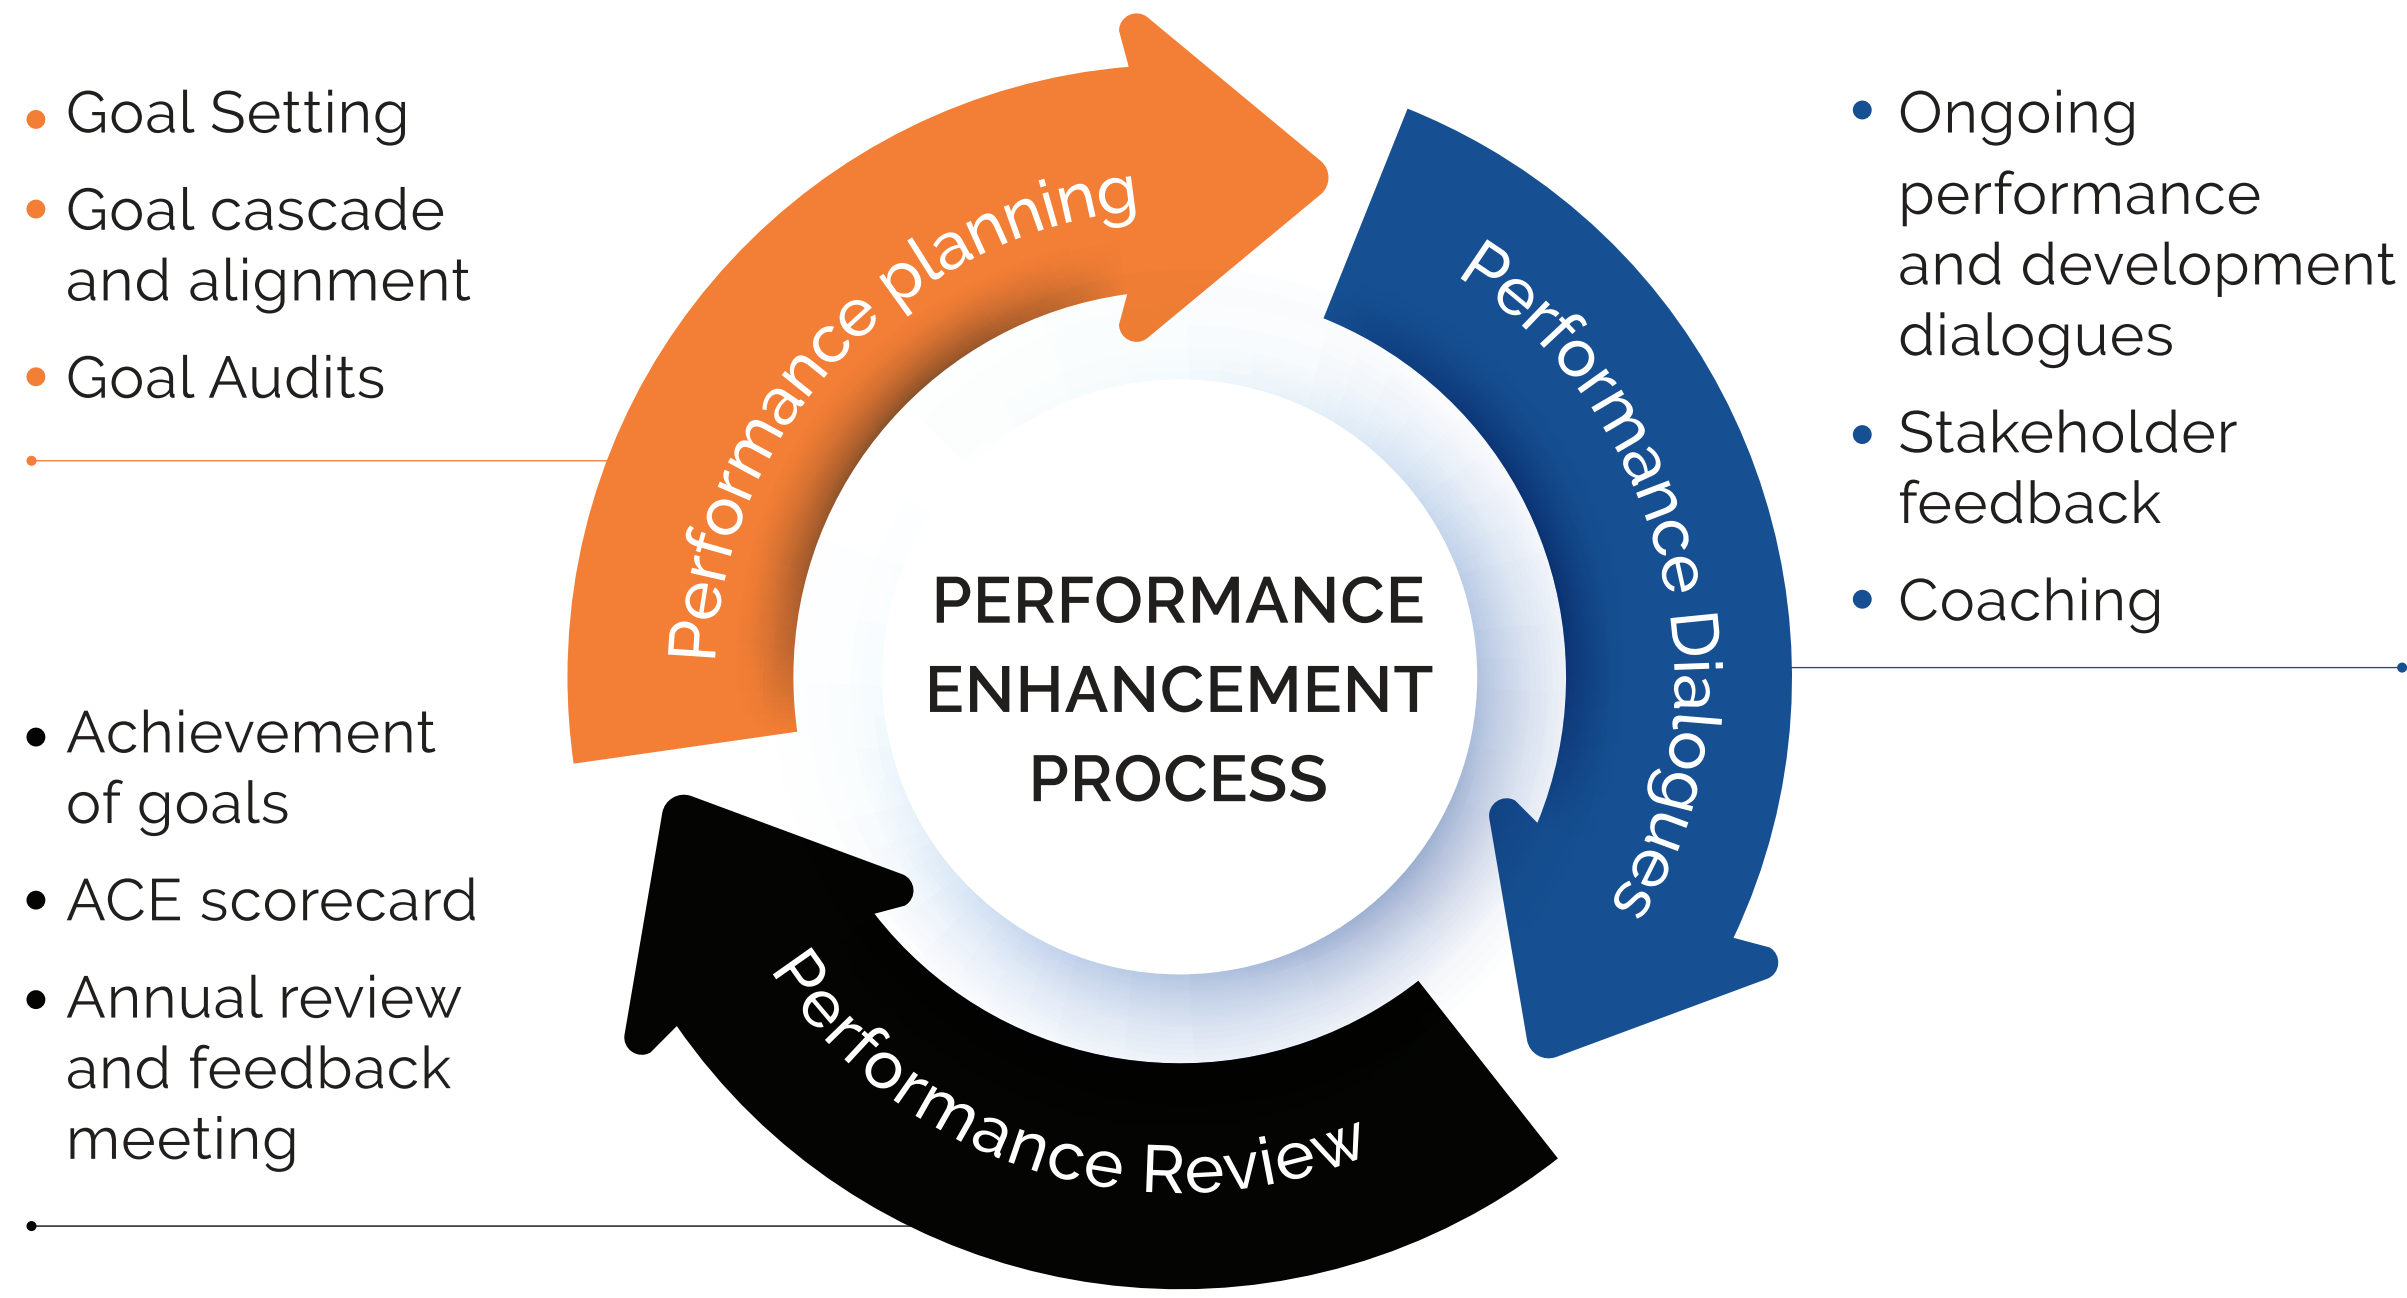 Goal Setting
Goal cascade
and alignment
Goal Audits
Performance planning
Ongoing
performance
and development
dialogues
Stakeholder
feedback
Coaching
Performance Dialogues
PERFORMANCE
ENHANCEMENT
PROCESS
Achievement
of goals
ACE scorecard
Annual review
and feedback
meeting
Performance Review